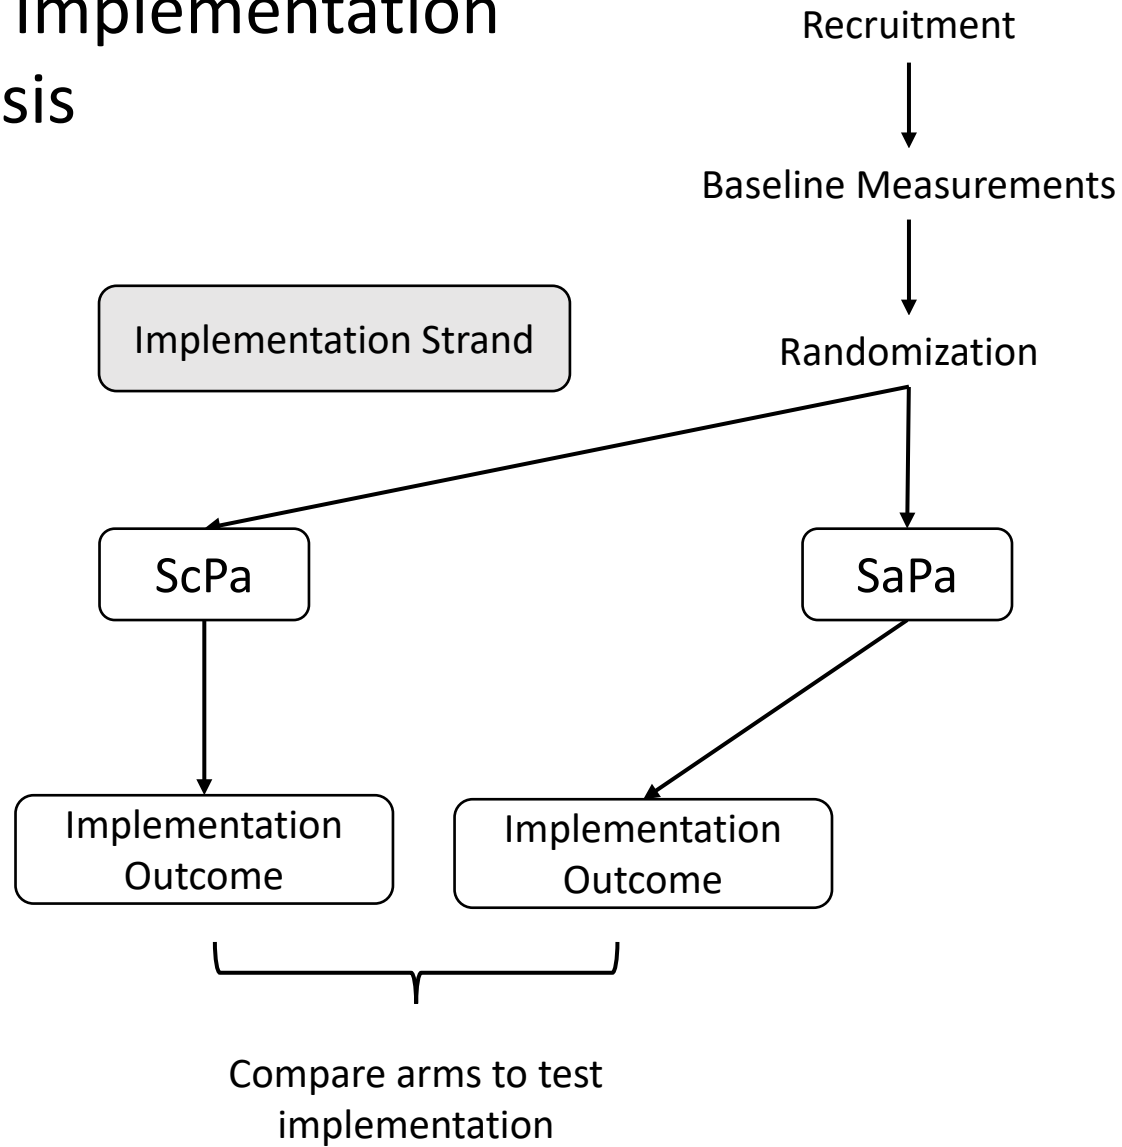 Implementation
sis
Recruitment
Baseline Measurements
Implementation Strand
Randomization
ScPa
SaPa
Implementation
Outcome
Implementation
Outcome
Compare arms to test
implementation